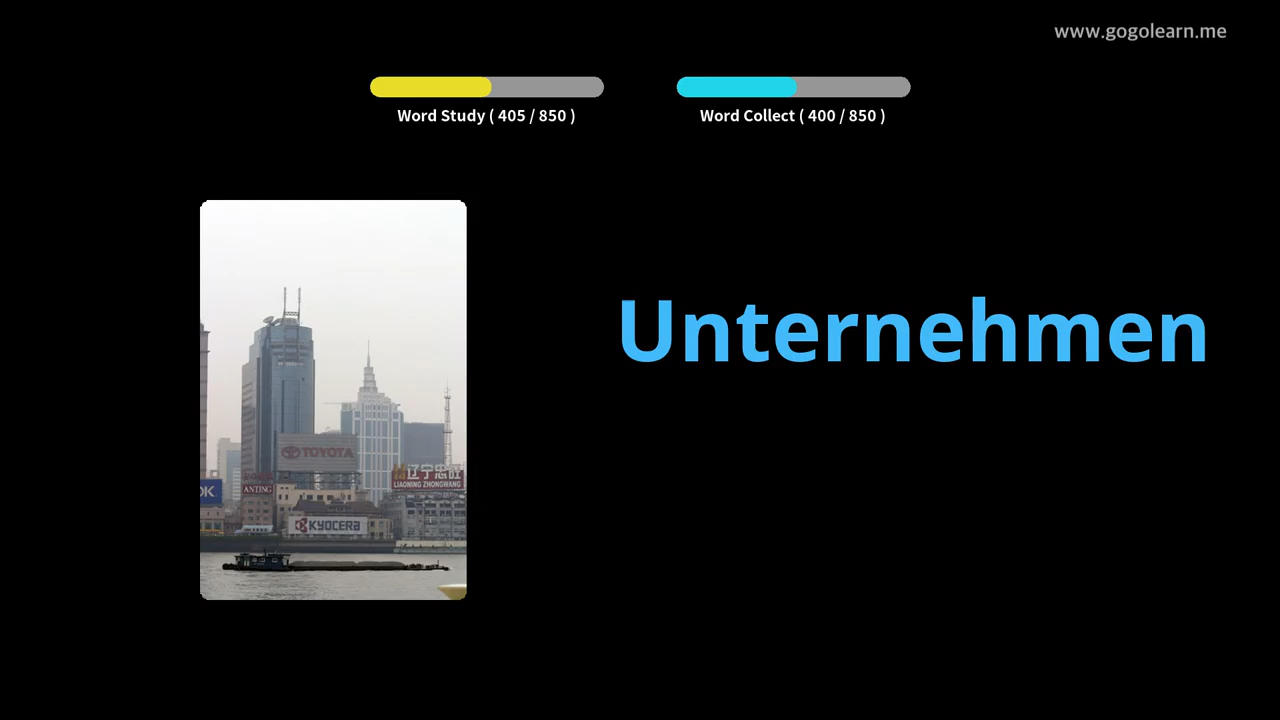 www.gogolearn.me
Word Study ( 405 / 850 )
Word Collect ( 400 / 850 )
Unternehmen
TOYOTA
辽宁忠旺
LIAONING ZHONGWANG
OK
ANTING
KYOCERA